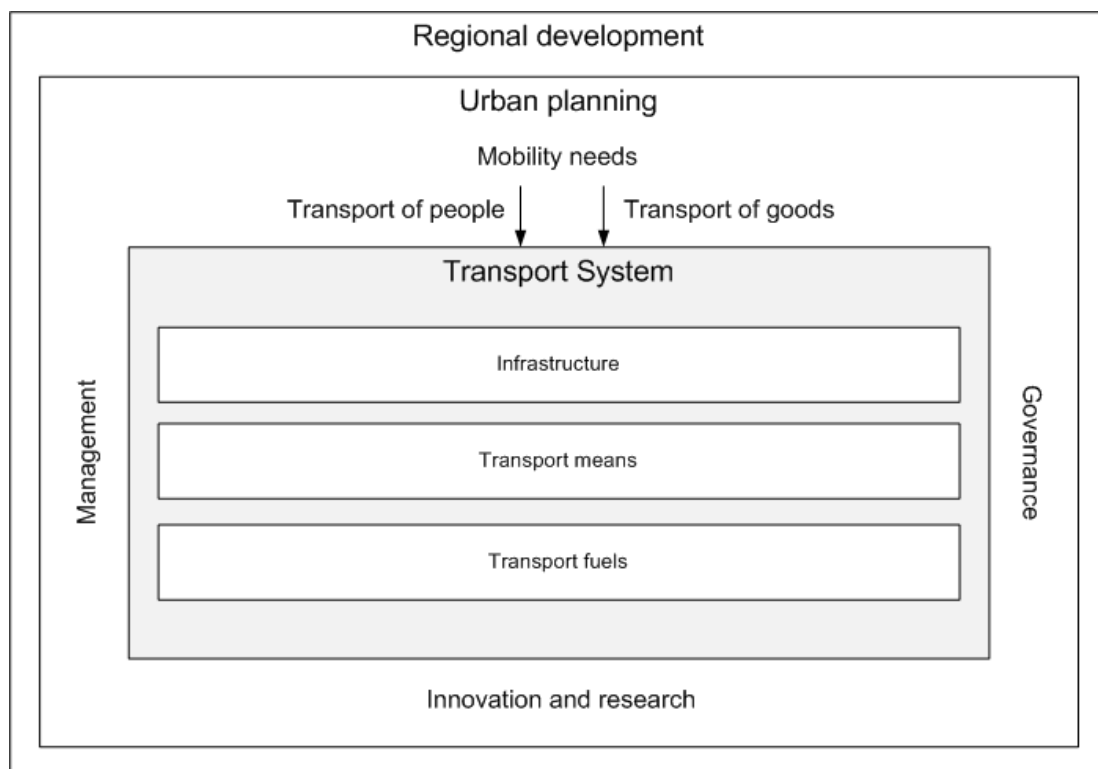 Regional development
Urban planning
Mobility needs
Transport of people
Transport of goods
Transport System
Infrastructure
Transport means
Transport fuels
Management
Governance
Innovation and research